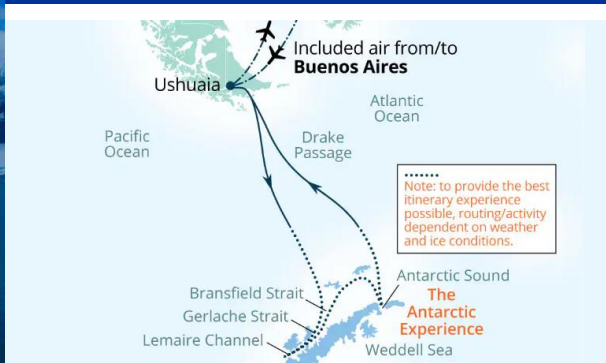 Included air from/to
Buenos Aires
Ushuaia
Atlantic
Ocean
Pacific
Ocean
Drake
Passage
Note: to provide the best
itinerary experience
possible, routing/activity
dependent on weather
and ice conditions.
Antarctic Sound
Bransfield Strait
The
Antarctic
Experience
Gerlache Strait
Lemaire Channel
Weddell Sea